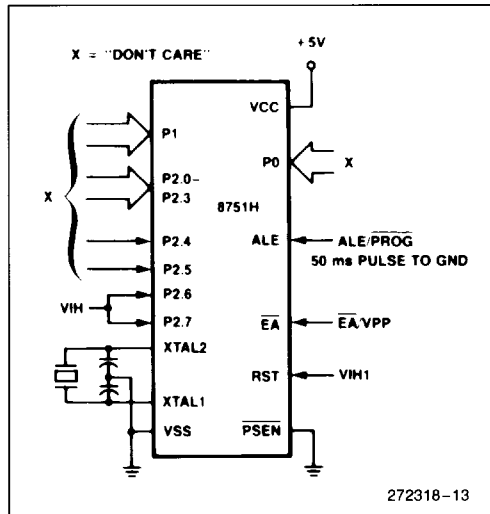 X = "DON'T CARE"
+5V
VCC
P1
P0
X
X
P2.0–
P2.3
8751H
P2.4
ALE
ALE/PROG
50 ms PULSE TO GND
P2.5
P2.6
VIH
P2.7
EA
EA/VPP
XTAL2
RST
VIH1
XTAL1
VSS
PSEN
272318-13